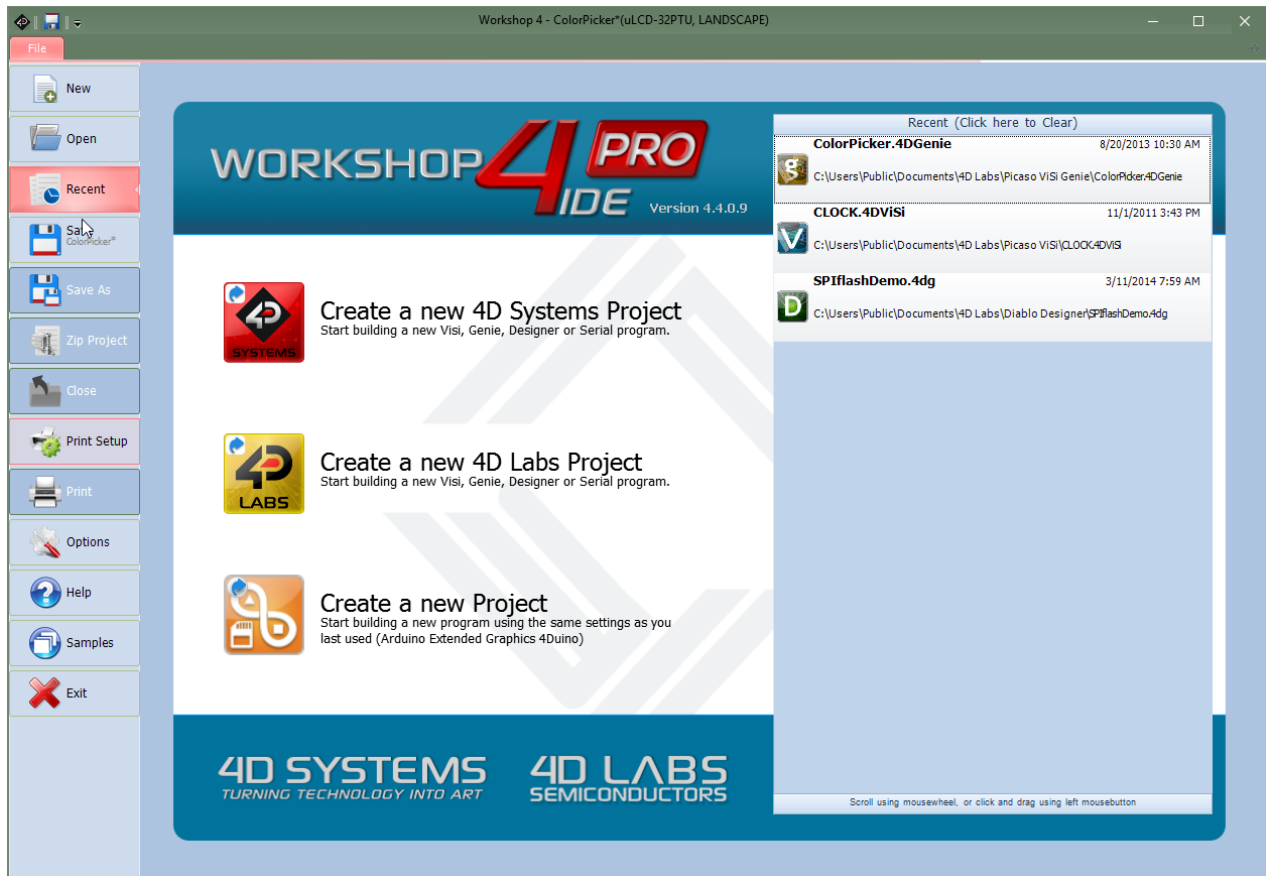 Workshop 4 - ColorPicker*(uLCD-32PTU, LANDSCAPE)
File
New
Open
Recent
Save
ColorPicker*
Save As
Zip Project
Close
Print Setup
Print
Options
Help
Samples
Exit
WORKSHOP 4 PRO
IDE Version 4.4.0.9
4D
SYSTEMS
Create a new 4D Systems Project
Start building a new Visi, Genie, Designer or Serial program.
4D
LABS
Create a new 4D Labs Project
Start building a new Visi, Genie, Designer or Serial program.
Create a new Project
Start building a new program using the same settings as you
last used (Arduino Extended Graphics 4Duino)
4D SYSTEMS
TURNING TECHNOLOGY INTO ART
4D LABS
SEMICONDUCTORS
Recent (Click here to Clear)
g
ColorPicker.4DGenie 8/20/2013 10:30 AM
C:\Users\Public\Documents\4D Labs\Picaso ViSi Genie\ColorPicker.4DGenie
V
CLOCK.4DViSi 11/1/2011 3:43 PM
C:\Users\Public\Documents\4D Labs\Picaso ViSi\CLOCK.4DViSi
D
SPIflashDemo.4dg 3/11/2014 7:59 AM
C:\Users\Public\Documents\4D Labs\Diablo Designer\SPIflashDemo.4dg
Scroll using mousewheel, or click and drag using left mousebutton